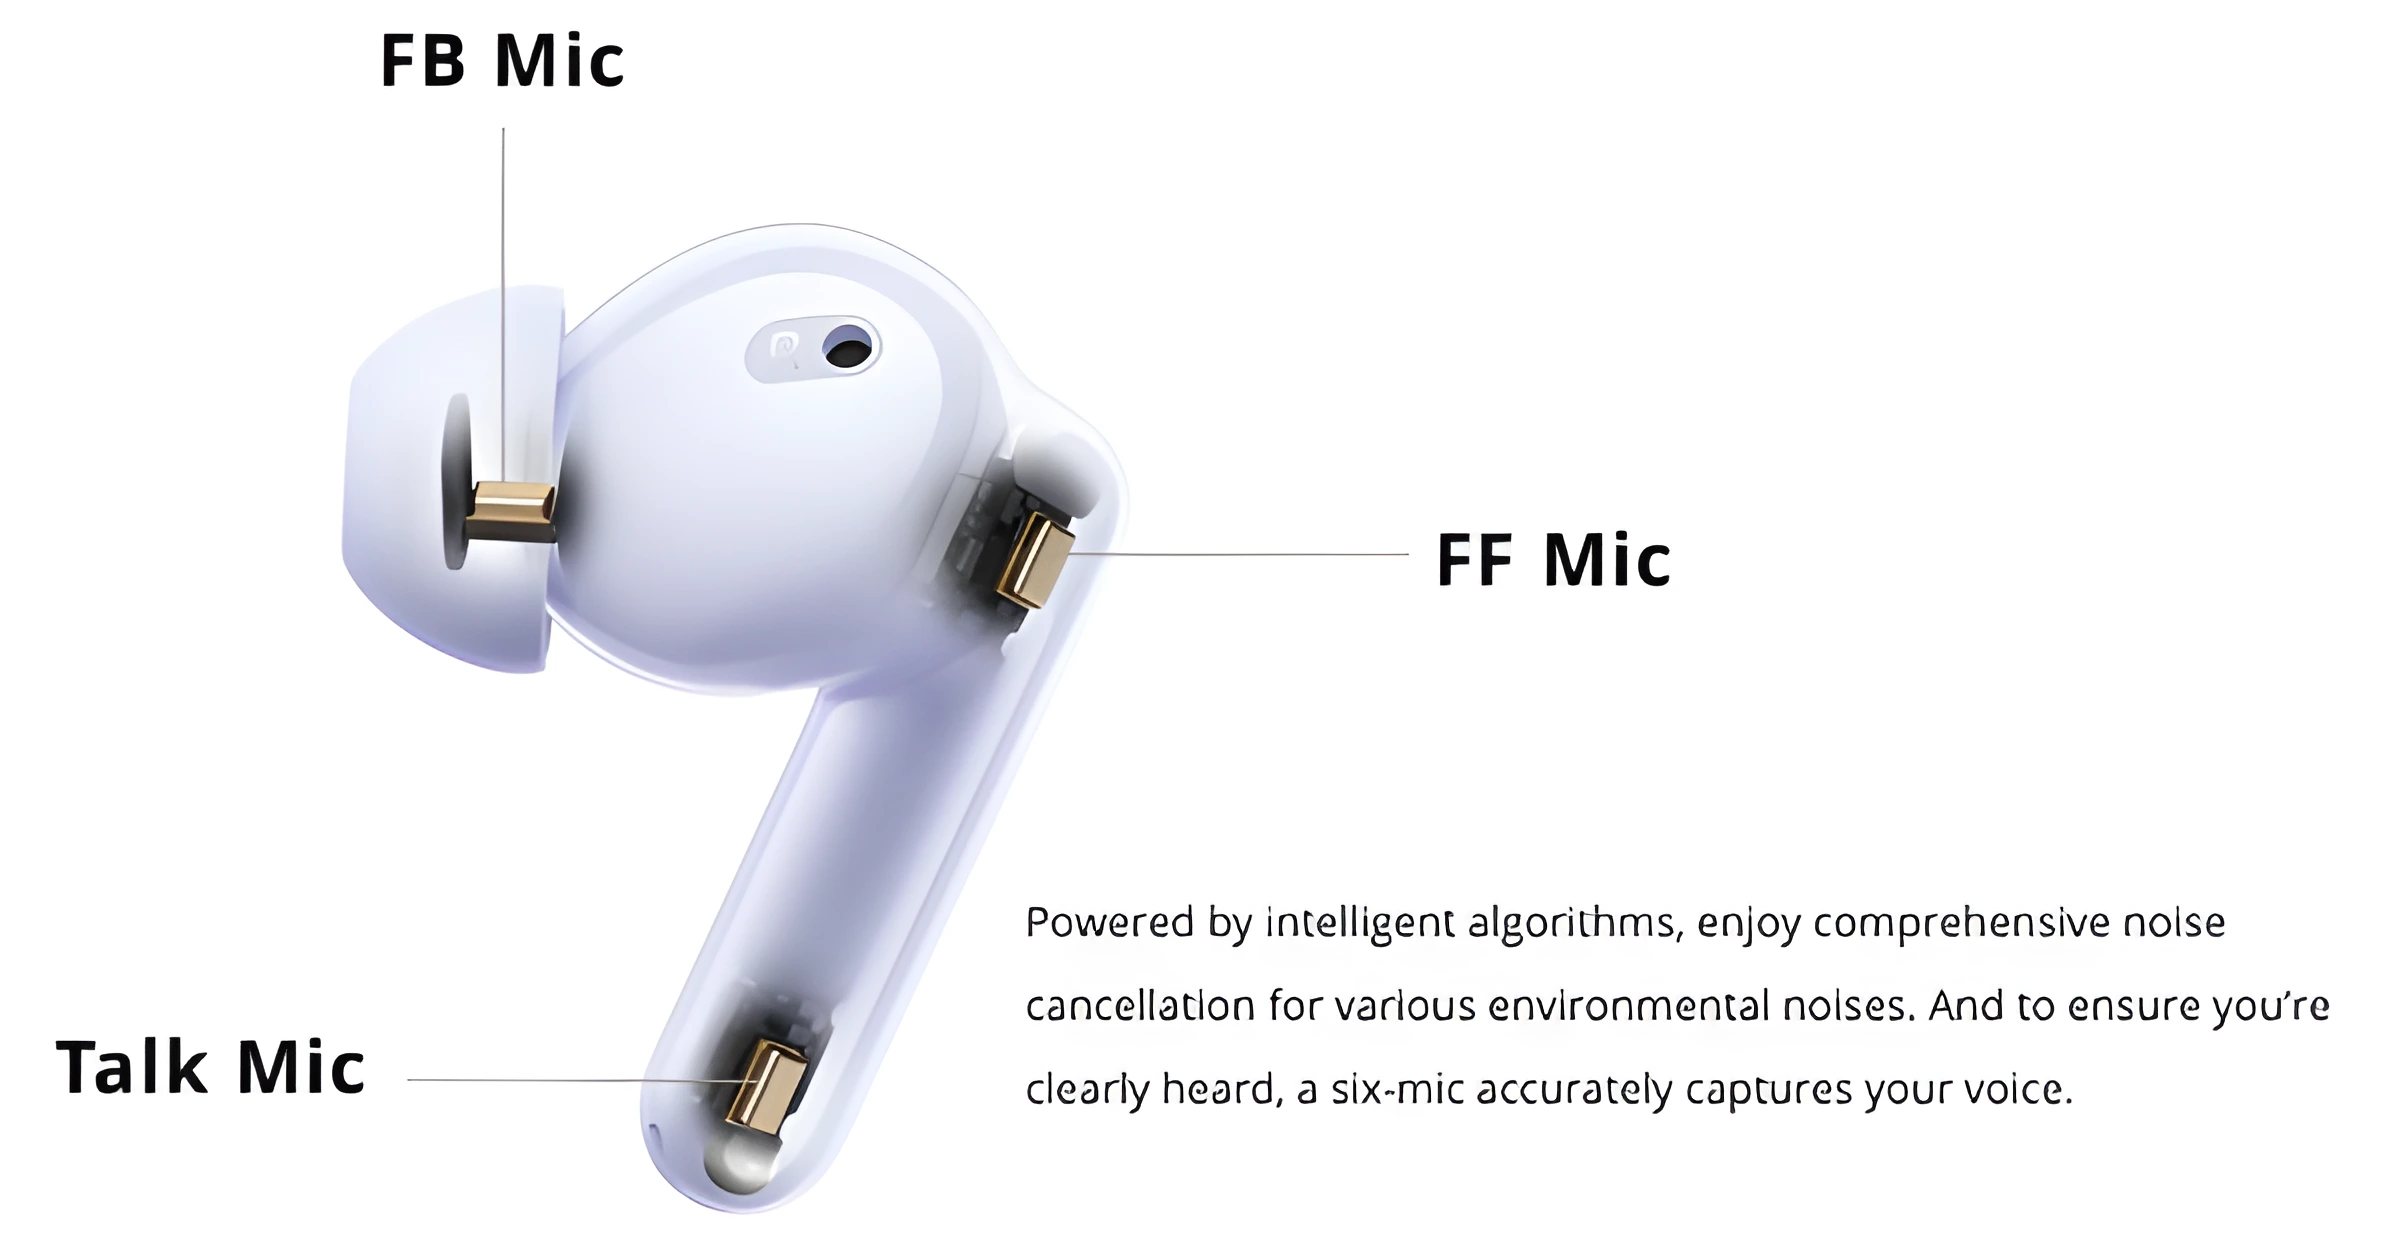 FB Mic
FF Mic
Powered by intelligent algorithms, enjoy comprehensive noise
cancellation for various environmental noises. And to ensure you're
clearly heard, a six-mic accurately captures your voice.
Talk Mic